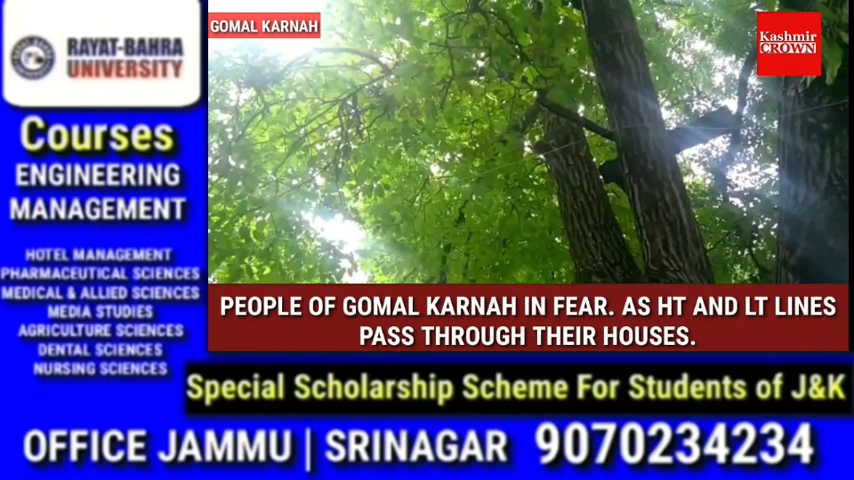 RAYAT-BAHRA
UNIVERSITY
Courses
ENGINEERING
MANAGEMENT
HOTEL MANAGEMENT
PHARMACEUTICAL SCIENCES
MEDICAL & ALLIED SCIENCES
MEDIA STUDIES
AGRICULTURE SCIENCES
DENTAL SCIENCES
NURSING SCIENCES
GOMAL KARNAH
Kashmir
CROWN
PEOPLE OF GOMAL KARNAH IN FEAR. AS HT AND LT LINES
PASS THROUGH THEIR HOUSES.
Special Scholarship Scheme For Students of J&K
OFFICE JAMMU | SRINAGAR 9070234234